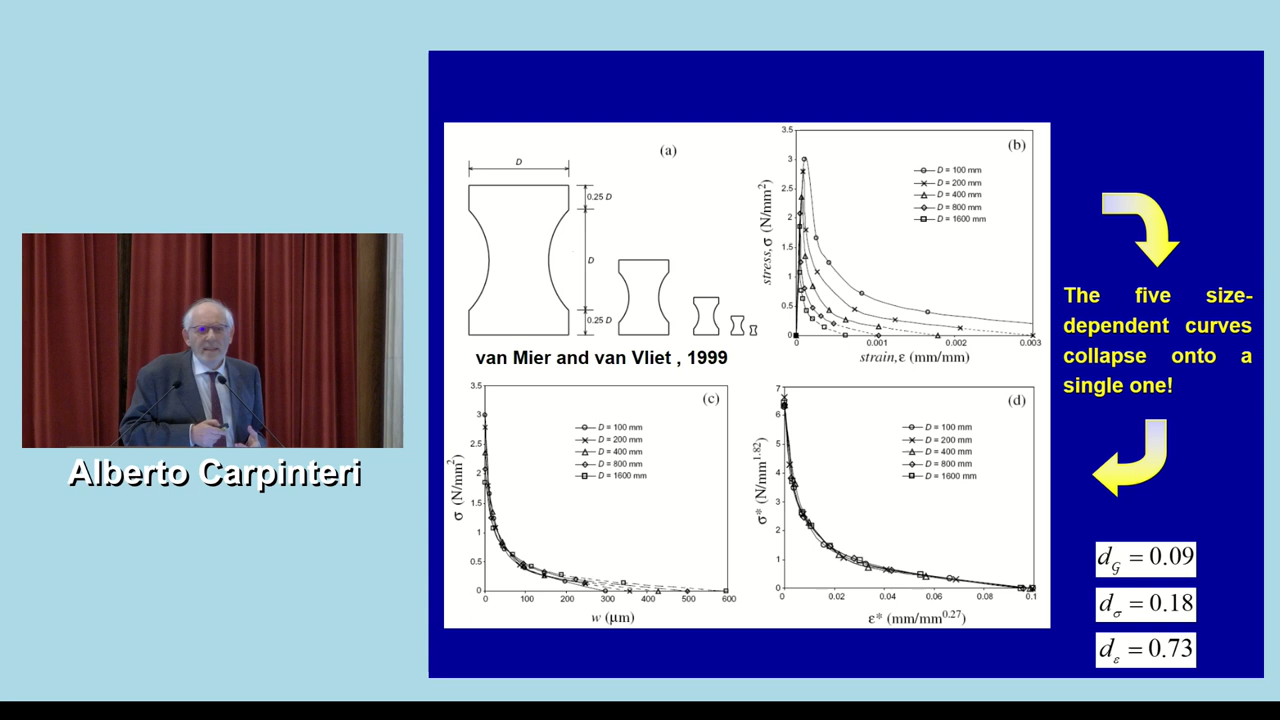 Alberto Carpinteri
(a)
D
0.25 D
D
0.25 D
van Mier and van Vliet , 1999
(b)
stress, σ (N/mm²)
3.5
3
2.5
2
1.5
1
0.5
0
0 0.001 0.002 0.003
strain, ε (mm/mm)
D = 100 mm
D = 200 mm
D = 400 mm
D = 800 mm
D = 1600 mm
(c)
σ (N/mm²)
3.5
3
2.5
2
1.5
1
0.5
0
0 100 200 300 400 500 600
w (μm)
D = 100 mm
D = 200 mm
D = 400 mm
D = 800 mm
D = 1600 mm
(d)
σ* (N/mm^1.82)
7
6
5
4
3
2
1
0
0 0.02 0.04 0.06 0.08 0.1
ε* (mm/mm^0.27)
D = 100 mm
D = 200 mm
D = 400 mm
D = 800 mm
D = 1600 mm
The five size-
dependent curves
collapse onto a
single one!
d_G = 0.09
d_σ = 0.18
d_ε = 0.73